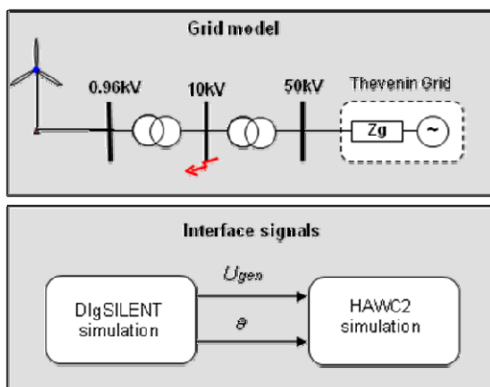 Grid model
0.96kV 10kV 50kV Thevenin Grid
Zg ~
Interface signals
DIgSILENT
simulation
Ugen
HAWC2
simulation